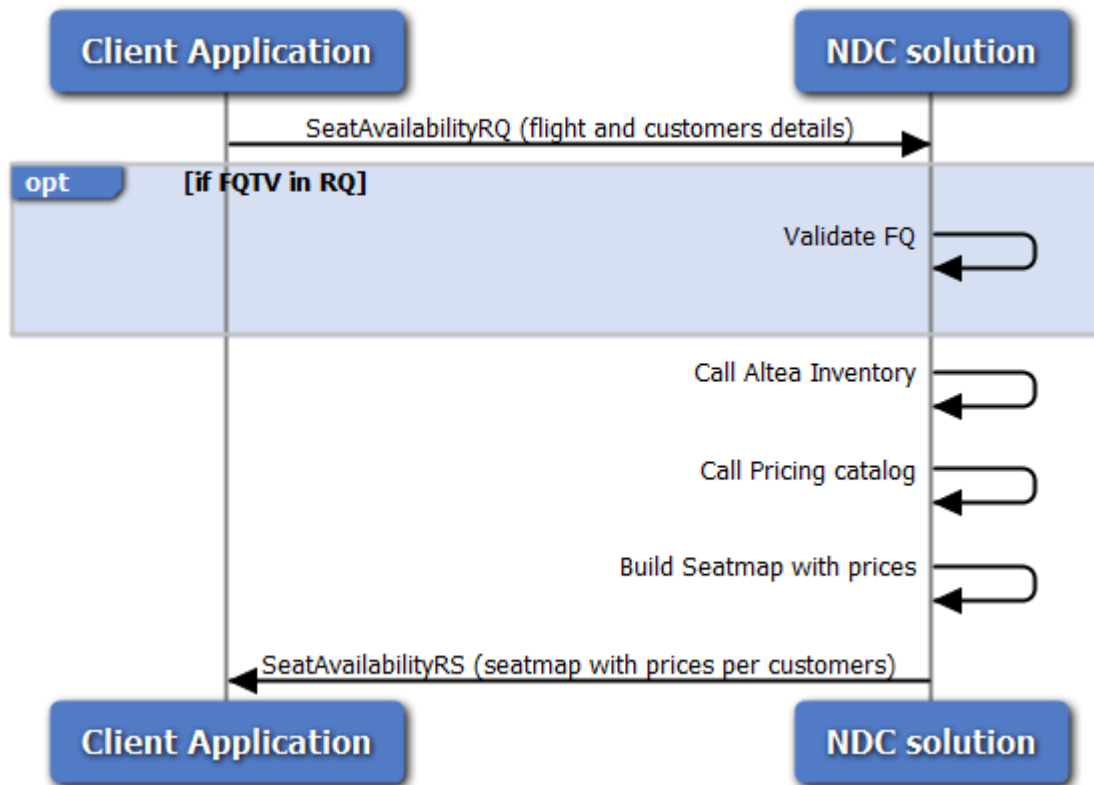 Client Application
NDC solution
SeatAvailabilityRQ (flight and customers details)
opt
[if FQTV in RQ]
Validate FQ
Call Altea Inventory
Call Pricing catalog
Build Seatmap with prices
SeatAvailabilityRS (seatmap with prices per customers)
Client Application
NDC solution